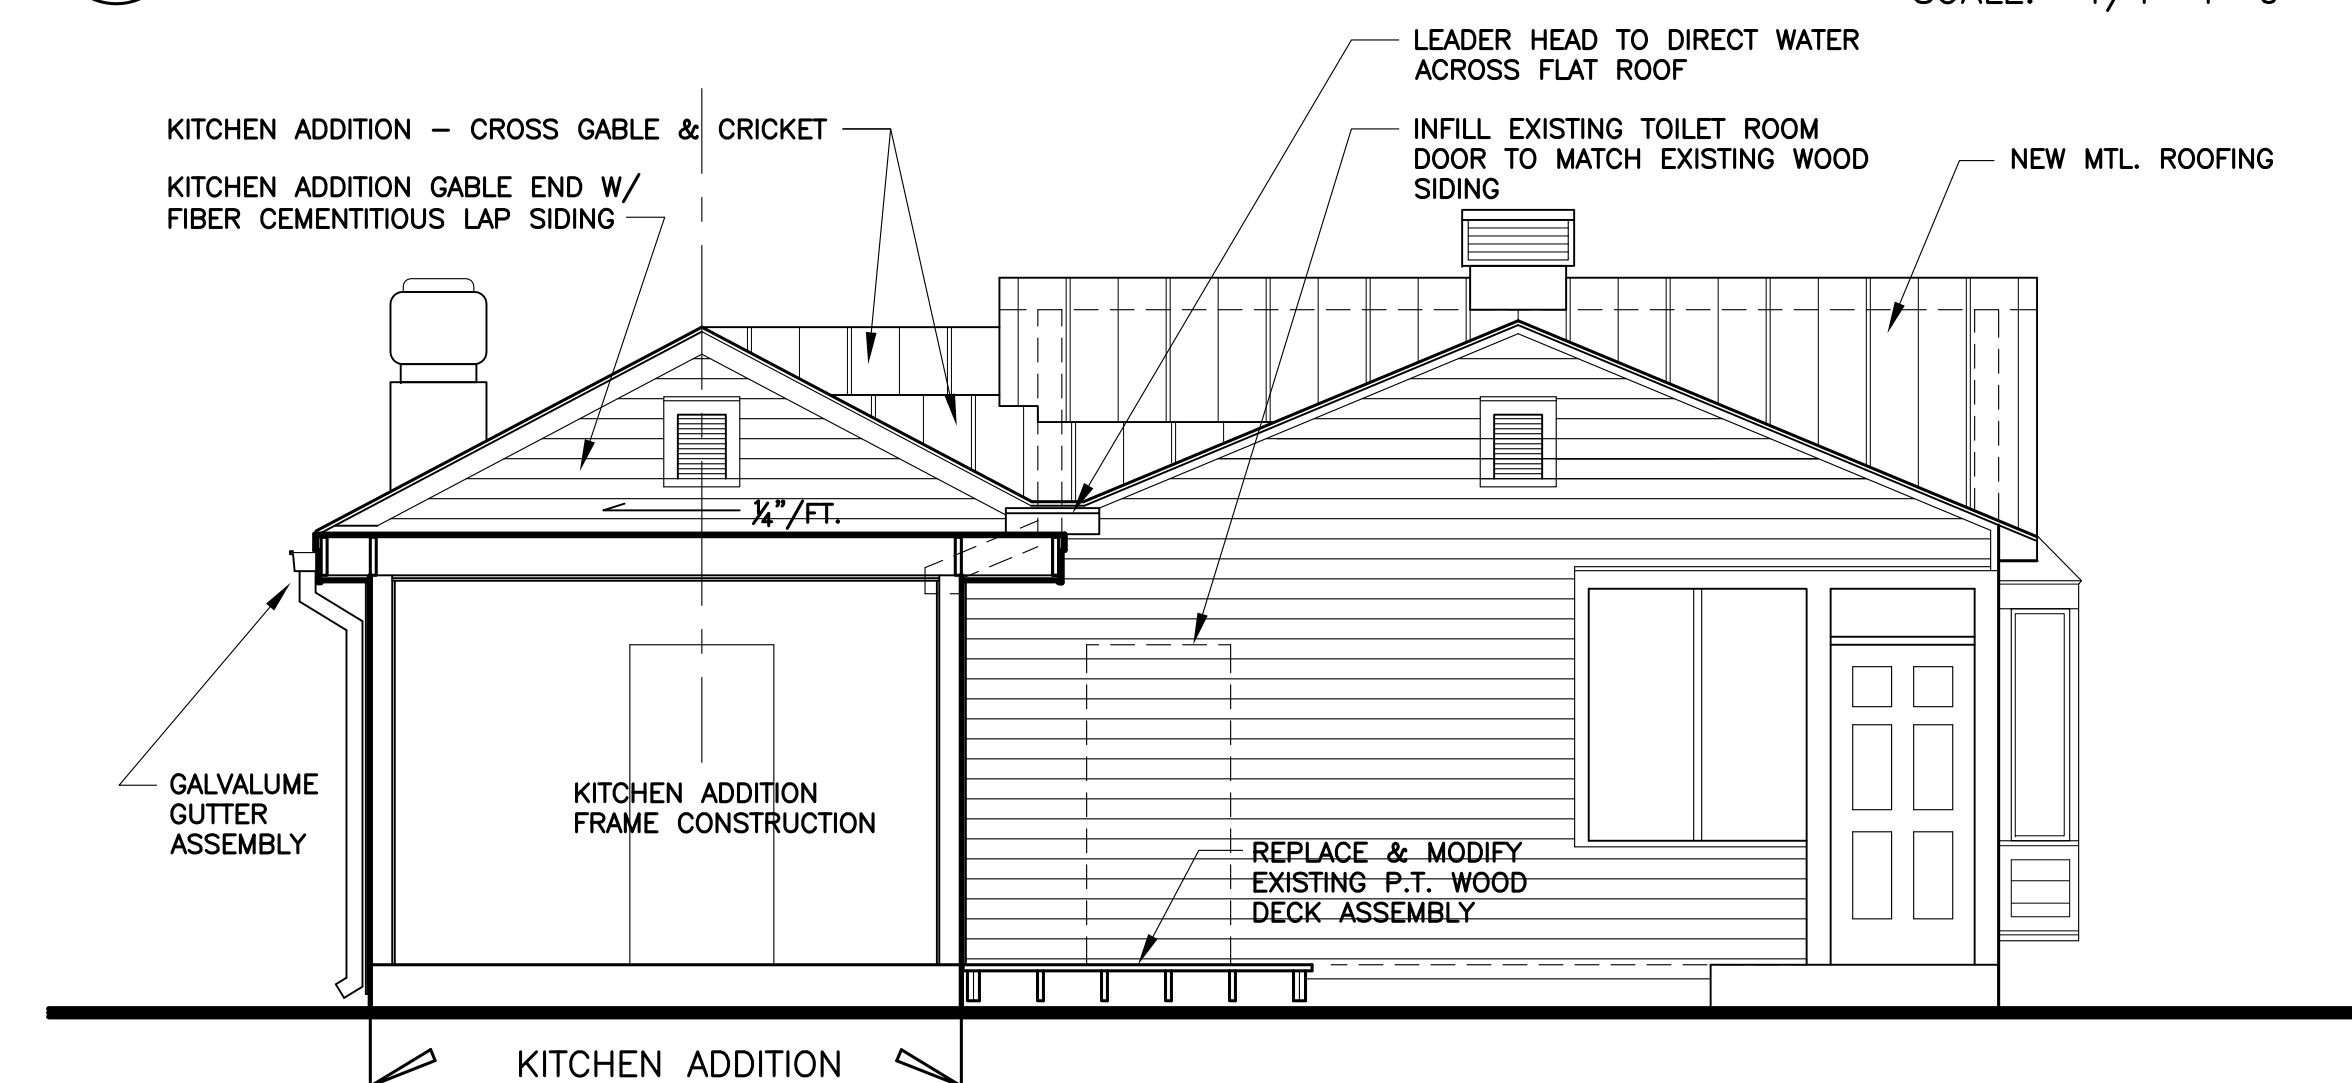 LEADER HEAD TO DIRECT WATER
ACROSS FLAT ROOF
KITCHEN ADDITION – CROSS GABLE & CRICKET
INFILL EXISTING TOILET ROOM
DOOR TO MATCH EXISTING WOOD
SIDING
NEW MTL. ROOFING
KITCHEN ADDITION GABLE END W/
FIBER CEMENTITIOUS LAP SIDING
¼"/FT.
GALVALUME
GUTTER
ASSEMBLY
KITCHEN ADDITION
FRAME CONSTRUCTION
REPLACE & MODIFY
EXISTING P.T. WOOD
DECK ASSEMBLY
KITCHEN ADDITION